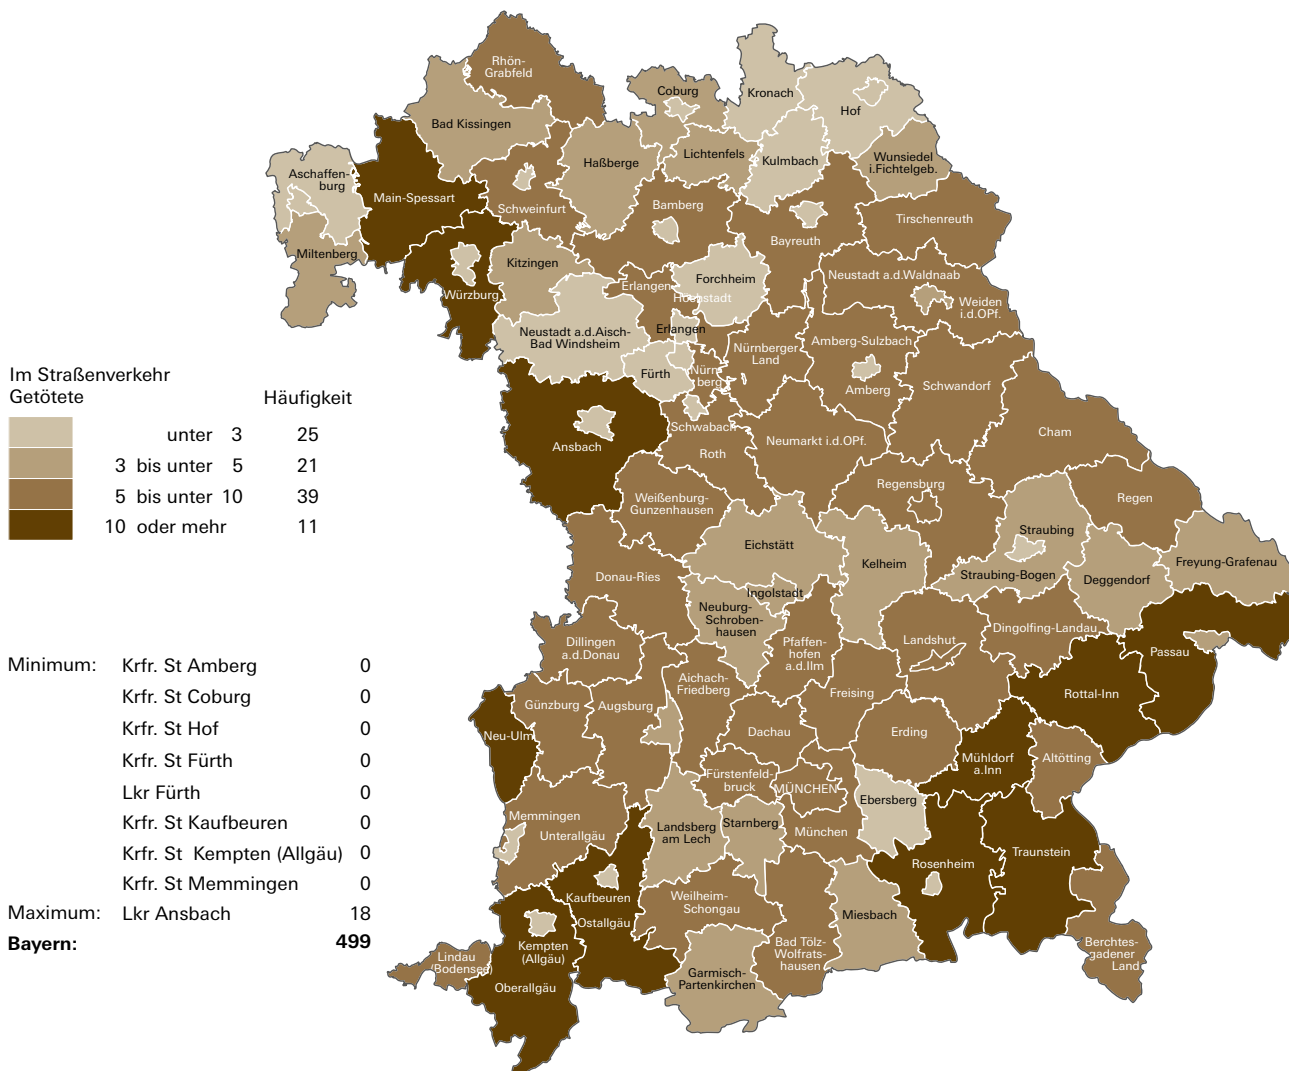 Im Straßenverkehr
Getötete
Häufigkeit
unter 3 25
3 bis unter 5 21
5 bis unter 10 39
10 oder mehr 11
Minimum: Krfr. St Amberg 0
Krfr. St Coburg 0
Krfr. St Hof 0
Krfr. St Fürth 0
Lkr Fürth 0
Krfr. St Kaufbeuren 0
Krfr. St Kempten (Allgäu) 0
Krfr. St Memmingen 0
Maximum: Lkr Ansbach 18
Bayern: 499
Rhön-
Grabfeld
Bad Kissingen
Coburg
Kronach
Hof
Lichtenfels
Kulmbach
Wunsiedel
i.Fichtelgeb.
Haßberge
Aschaffen-
burg
Main-Spessart
Schweinfurt
Bamberg
Bayreuth
Tirschenreuth
Miltenberg
Würzburg
Kitzingen
Forchheim
Erlangen-
Höchstadt
Neustadt a.d.Waldnaab
Weiden
i.d.OPf.
Neustadt a.d.Aisch-
Bad Windsheim
Erlangen
Fürth
Nürn-
berg
Nürnberger
Land
Amberg-Sulzbach
Amberg
Schwandorf
Cham
Ansbach
Schwabach
Roth
Neumarkt i.d.OPf.
Weißenburg-
Gunzenhausen
Regensburg
Regen
Straubing
Straubing-Bogen
Deggendorf
Freyung-Grafenau
Eichstätt
Kelheim
Ingolstadt
Donau-Ries
Neuburg-
Schroben-
hausen
Pfaffen-
hofen
a.d.Ilm
Landshut
Dingolfing-Landau
Passau
Rottal-Inn
Dillingen
a.d.Donau
Aichach-
Friedberg
Freising
Günzburg
Augsburg
Neu-Ulm
Dachau
Erding
Mühldorf
a.Inn
Altötting
Fürstenfeld-
bruck
MÜNCHEN
Ebersberg
Memmingen
Unterallgäu
Landsberg
am Lech
Starnberg
München
Rosenheim
Traunstein
Kaufbeuren
Ostallgäu
Weilheim-
Schongau
Miesbach
Bad Tölz-
Wolfrats-
hausen
Berchtes-
gadener
Land
Kempten
(Allgäu)
Lindau
(Bodensee)
Oberallgäu
Garmisch-
Partenkirchen